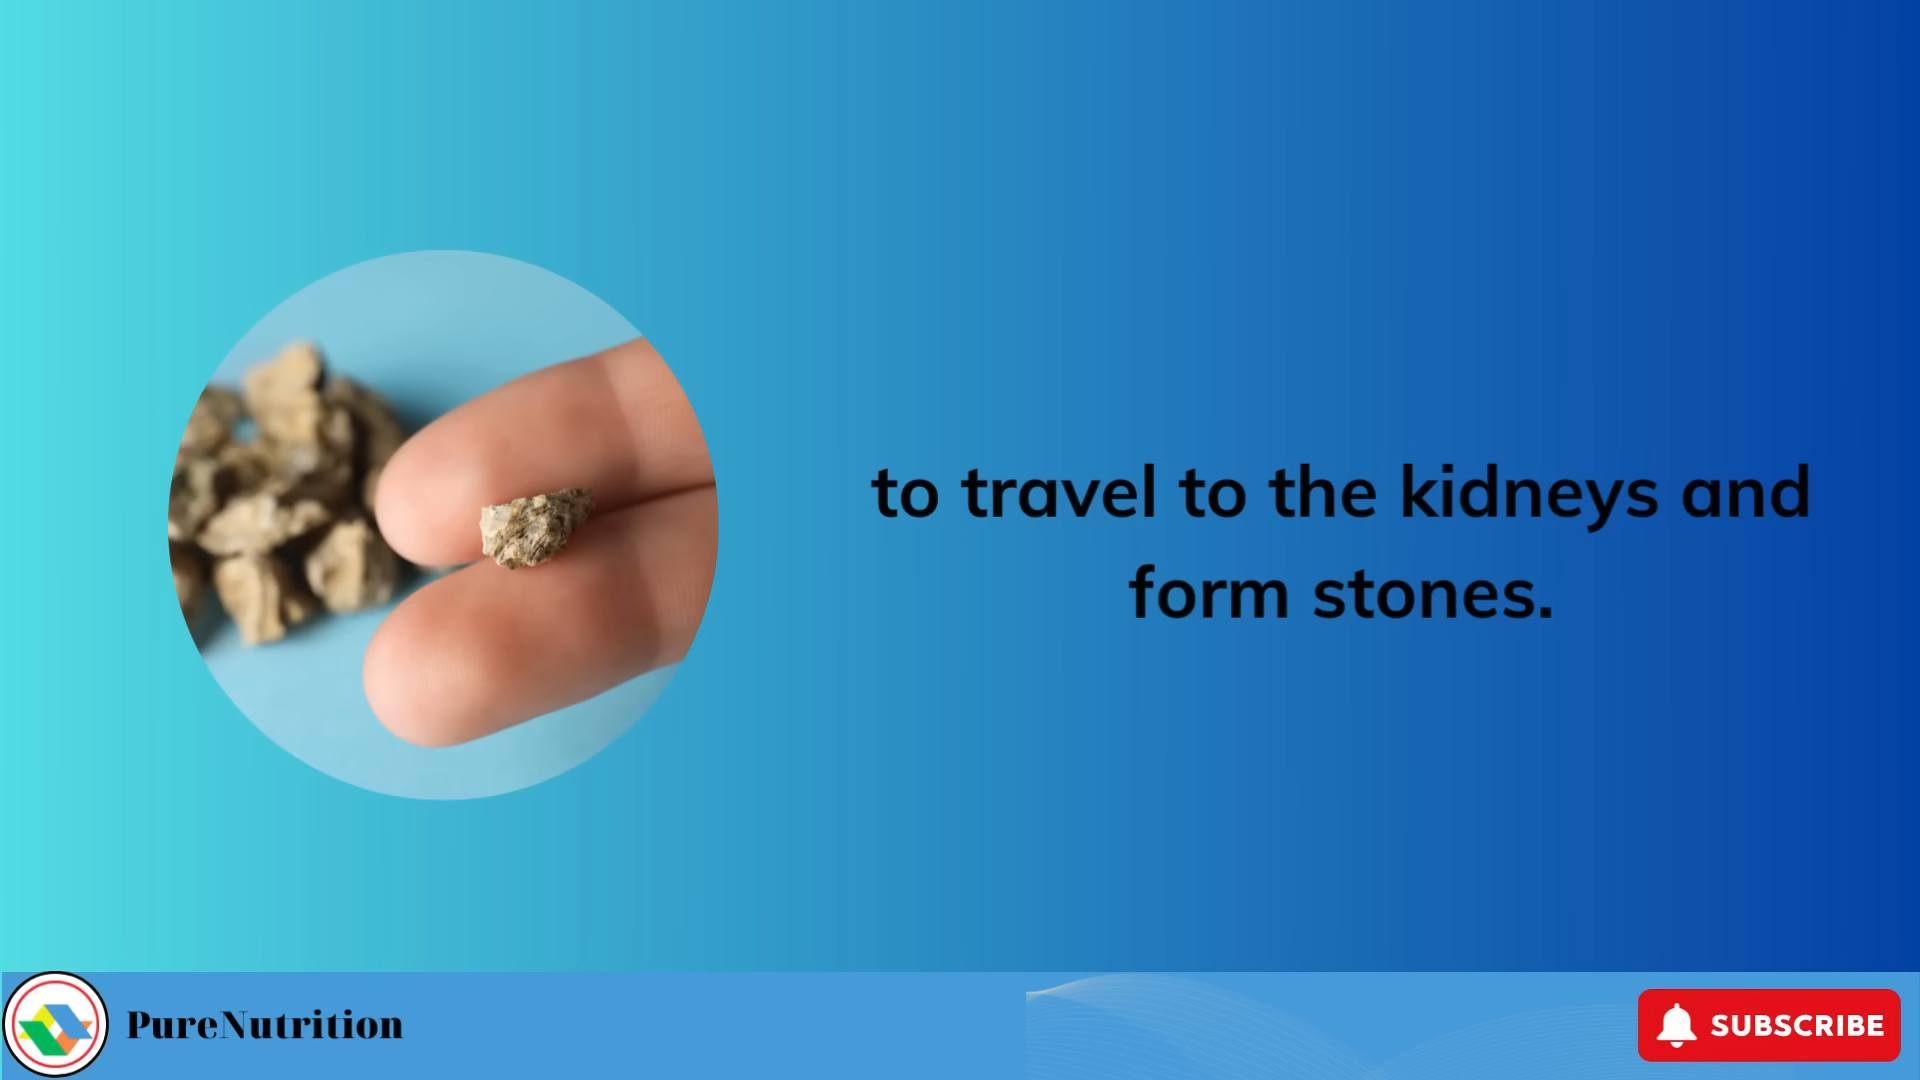 to travel to the kidneys and
form stones.
PureNutrition
SUBSCRIBE